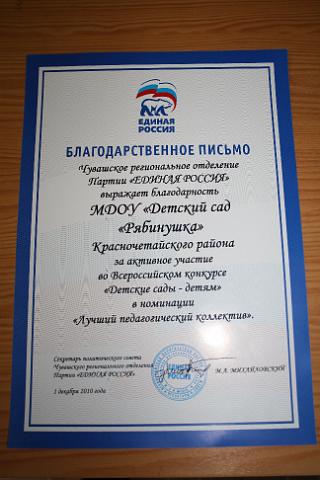 ЕДИНАЯ
РОССИЯ
БЛАГОДАРСТВЕННОЕ ПИСЬМО
Чувашское региональное отделение
Партии «ЕДИНАЯ РОССИЯ»
выражает благодарность
МДОУ «Детский сад
«Рябинушка»
Красночетайского района
за активное участие
во Всероссийском конкурсе
«Детские сады - детям»
в номинации
«Лучший педагогический коллектив».
Секретарь политического совета
Чувашского регионального отделения
Партии «ЕДИНАЯ РОССИЯ»
М.А. МИХАЙЛОВСКИЙ
1 декабря 2010 года
ЕДИНАЯ
РОССИЯ